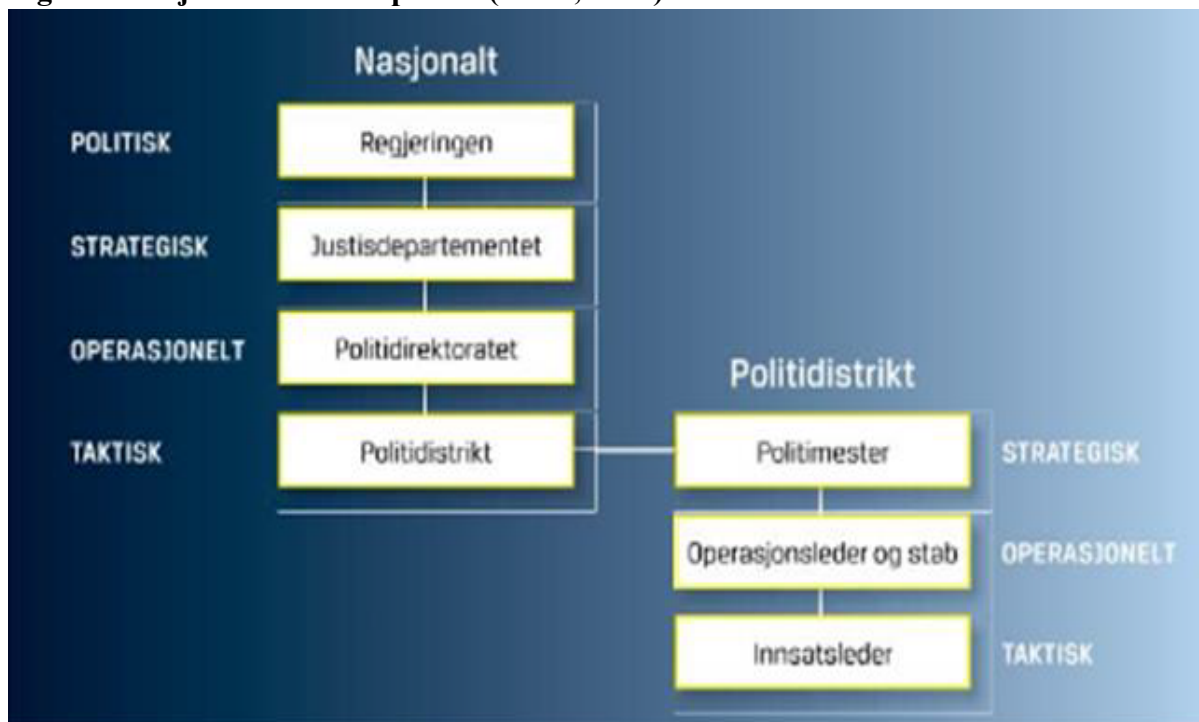 Nasjonalt
POLITISK
Regjeringen
STRATEGISK
Justisdepartementet
OPERASJONELT
Politidirektoratet
TAKTISK
Politidistrikt
Politidistrikt
Politimester
STRATEGISK
Operasjonsleder og stab
OPERASJONELT
Innsatsleder
TAKTISK